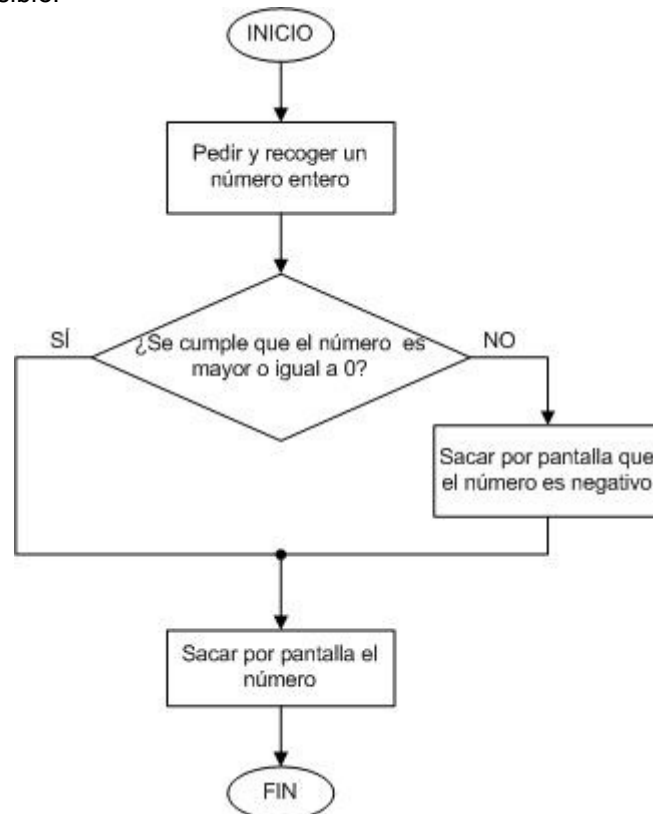 INICIO
Pedir y recoger un
número entero
¿Se cumple que el número es
mayor o igual a 0?
SÍ
NO
Sacar por pantalla que
el número es negativo
Sacar por pantalla el
número
FIN